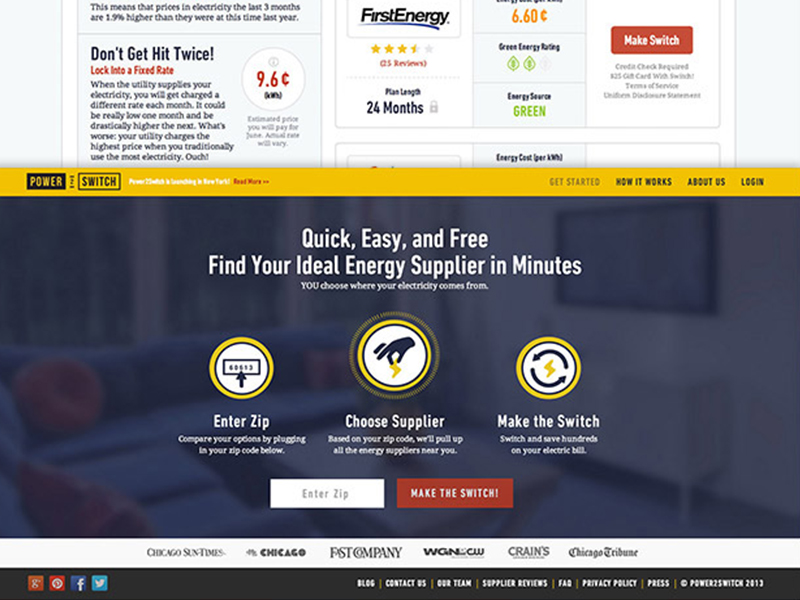 This means that prices in electricity the last 3 months
are 1.9% higher than they were at this time last year.
Don't Get Hit Twice!
Lock Into a Fixed Rate
When the utility supplies your
electricity, you will get charged a
different rate each month. It could
be really low one month and be
drastically higher the next. What's
worse: your utility charges the
highest price when you traditionally
use the most electricity. Ouch!
9.6 ¢
(kWh)
Estimated price
you will pay for
June. Actual rate
will vary.
FirstEnergy
(25 Reviews)
Plan Length
24 Months
Energy Cost (per kWh)
6.60 ¢
Green Energy Rating
Energy Source
GREEN
Make Switch
Credit Check Required
$25 Gift Card With Switch!
Terms of Service
Uniform Disclosure Statement
Energy Cost (per kWh)
POWER
THE
SWITCH
Power2Switch is launching in New York! Read More >>
GET STARTED
HOW IT WORKS
ABOUT US
LOGIN
Quick, Easy, and Free
Find Your Ideal Energy Supplier in Minutes
YOU choose where your electricity comes from.
60613
Enter Zip
Compare your options by plugging
in your zip code below.
Choose Supplier
Based on your zip code, we'll pull up
all the energy suppliers near you.
Make the Switch
Switch and save hundreds
on your electric bill.
Enter Zip
MAKE THE SWITCH!
CHICAGO SUN-TIMES
CHICAGO
FAST COMPANY
WGN CW
CRAIN'S
Chicago Tribune
BLOG | CONTACT US | OUR TEAM | SUPPLIER REVIEWS | FAQ | PRIVACY POLICY | PRESS | © POWER2SWITCH 2013